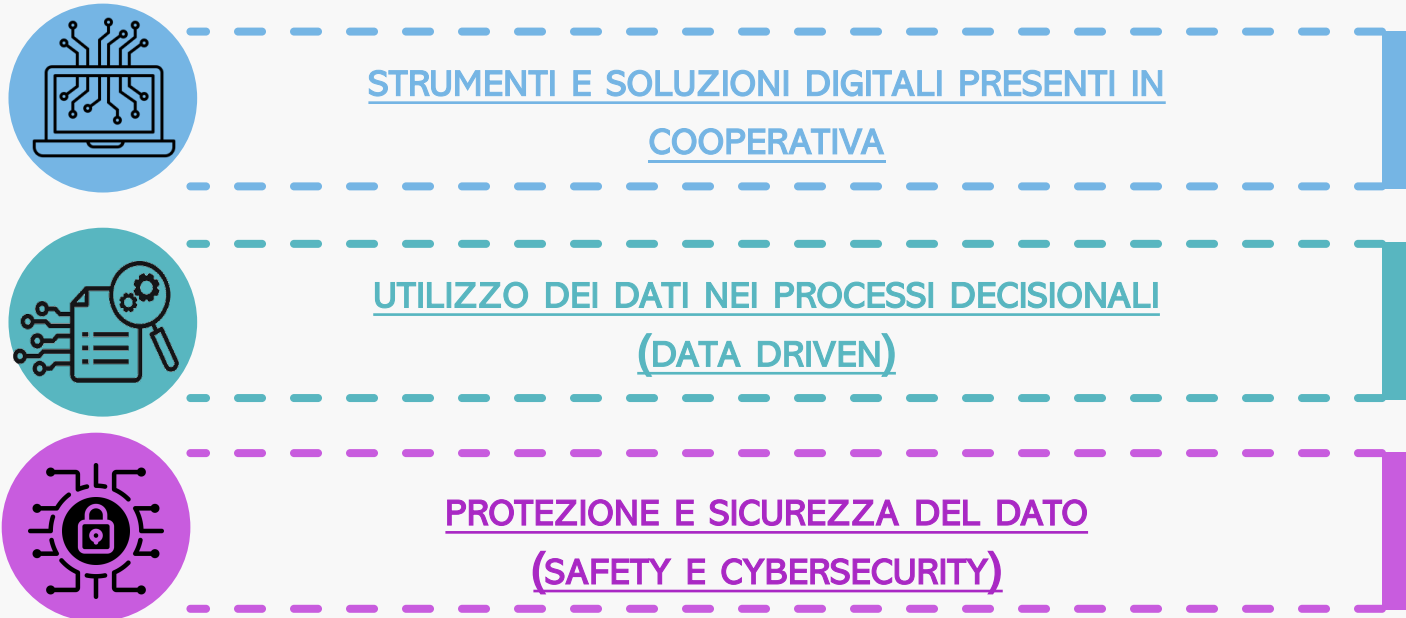 STRUMENTI E SOLUZIONI DIGITALI PRESENTI IN
COOPERATIVA
UTILIZZO DEI DATI NEI PROCESSI DECISIONALI
(DATA DRIVEN)
PROTEZIONE E SICUREZZA DEL DATO
(SAFETY E CYBERSECURITY)